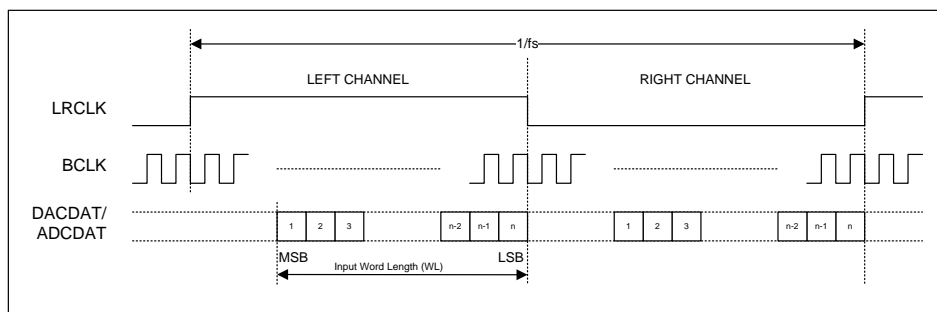 1/fs
LEFT CHANNEL RIGHT CHANNEL
LRCLK
BCLK
DACDAT/
ADCDAT
1 2 3 n-2 n-1 n 1 2 3 n-2 n-1 n
MSB LSB
Input Word Length (WL)